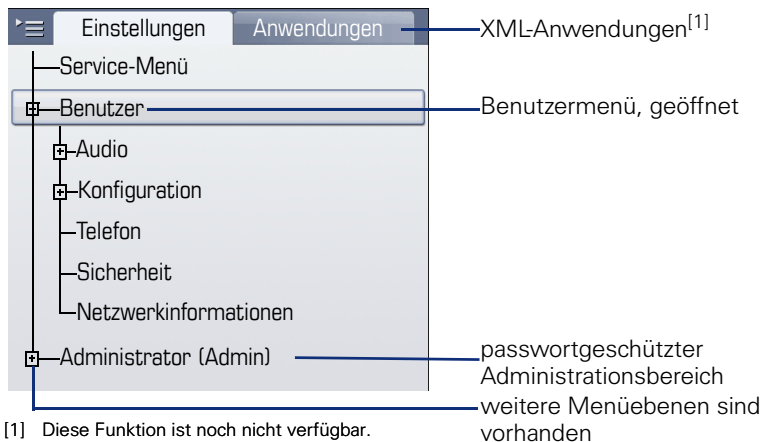 Einstellungen Anwendungen XML-Anwendungen[1]
Service-Menü
Benutzer Benutzermenü, geöffnet
Audio
Konfiguration
Telefon
Sicherheit
Netzwerkinformationen
Administrator (Admin) passwortgeschützter
Administrationsbereich
weitere Menüebenen sind
vorhanden
[1] Diese Funktion ist noch nicht verfügbar.